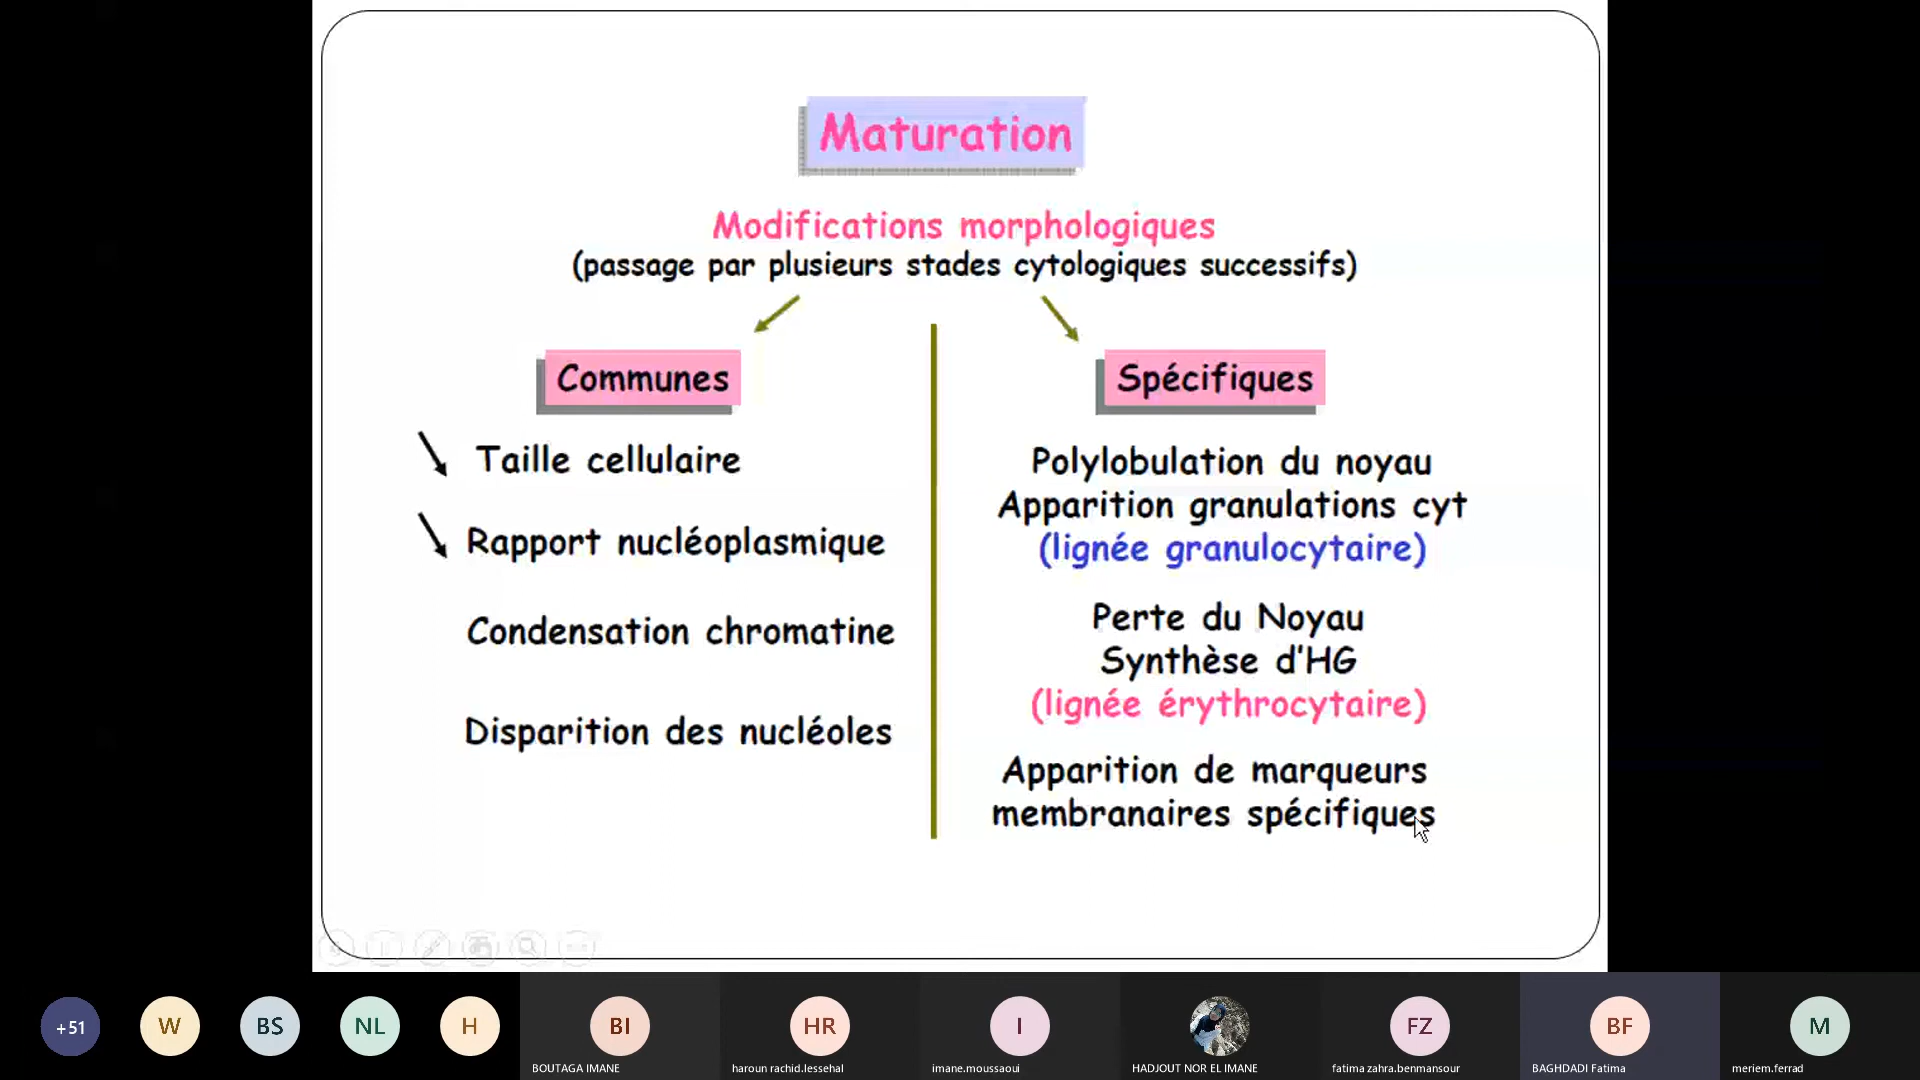 Maturation
Modifications morphologiques
(passage par plusieurs stades cytologiques successifs)
Communes
Taille cellulaire
Rapport nucléoplasmique
Condensation chromatine
Disparition des nucléoles
Spécifiques
Polylobulation du noyau
Apparition granulations cyt
(lignée granulocytaire)
Perte du Noyau
Synthèse d'HG
(lignée érythrocytaire)
Apparition de marqueurs
membranaires spécifiques
+51
W
BS
NL
H
BI
BOUTAGA IMANE
HR
haroun rachid.lessehal
I
imane.moussaoui
HADJOUT NOR EL IMANE
FZ
fatima zahra.benmansour
BF
BAGHDADI Fatima
M
meriem.ferrad